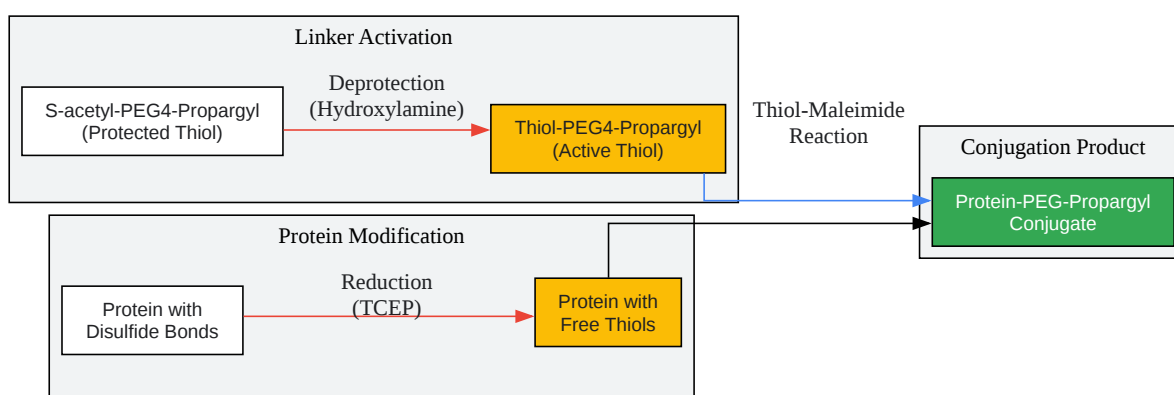 Linker Activation
S-acetyl-PEG4-Propargyl
(Protected Thiol)
Deprotection
(Hydroxylamine)
Thiol-PEG4-Propargyl
(Active Thiol)
Thiol-Maleimide
Reaction
Conjugation Product
Protein-PEG-Propargyl
Conjugate
Protein Modification
Protein with
Disulfide Bonds
Reduction
(TCEP)
Protein with
Free Thiols